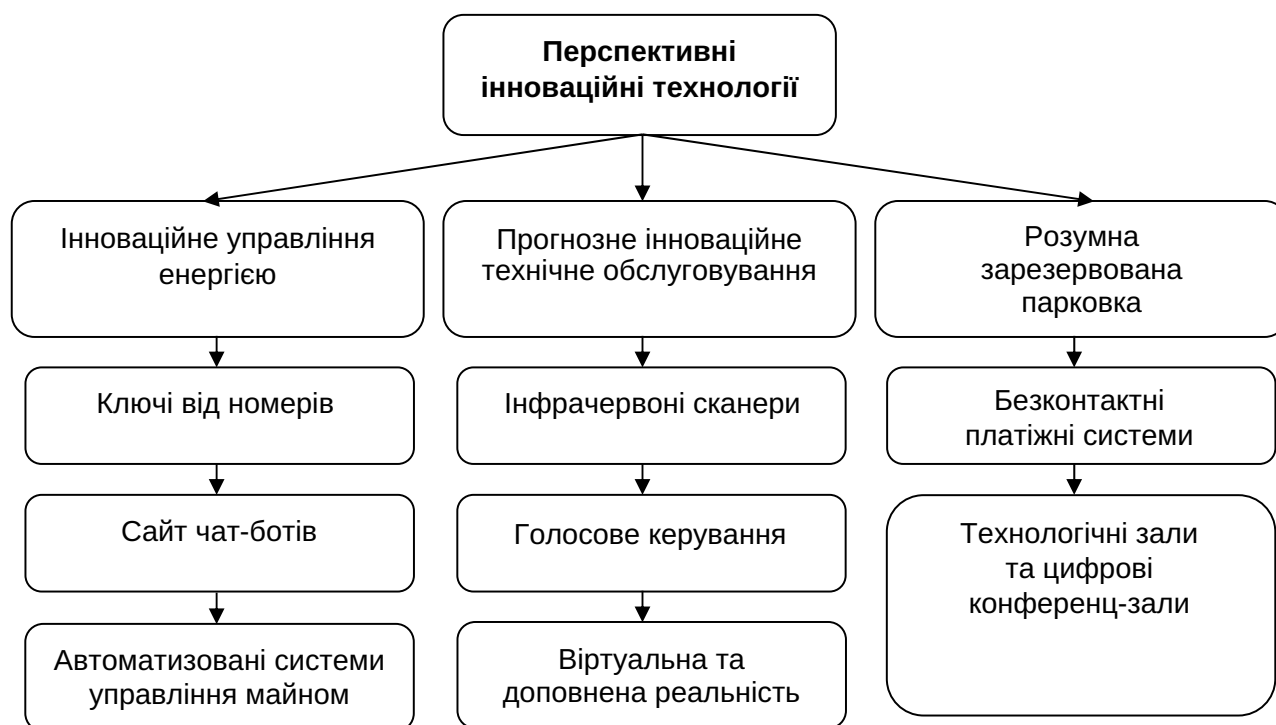 Перспективні
інноваційні технології
Інноваційне управління
енергією
Прогнозне інноваційне
технічне обслуговування
Розумна
зарезервована
парковка
Ключі від номерів
Інфрачервоні сканери
Безконтактні
платіжні системи
Сайт чат-ботів
Голосове керування
Технологічні зали
та цифрові
конференц-зали
Автоматизовані системи
управління майном
Віртуальна та
доповнена реальність